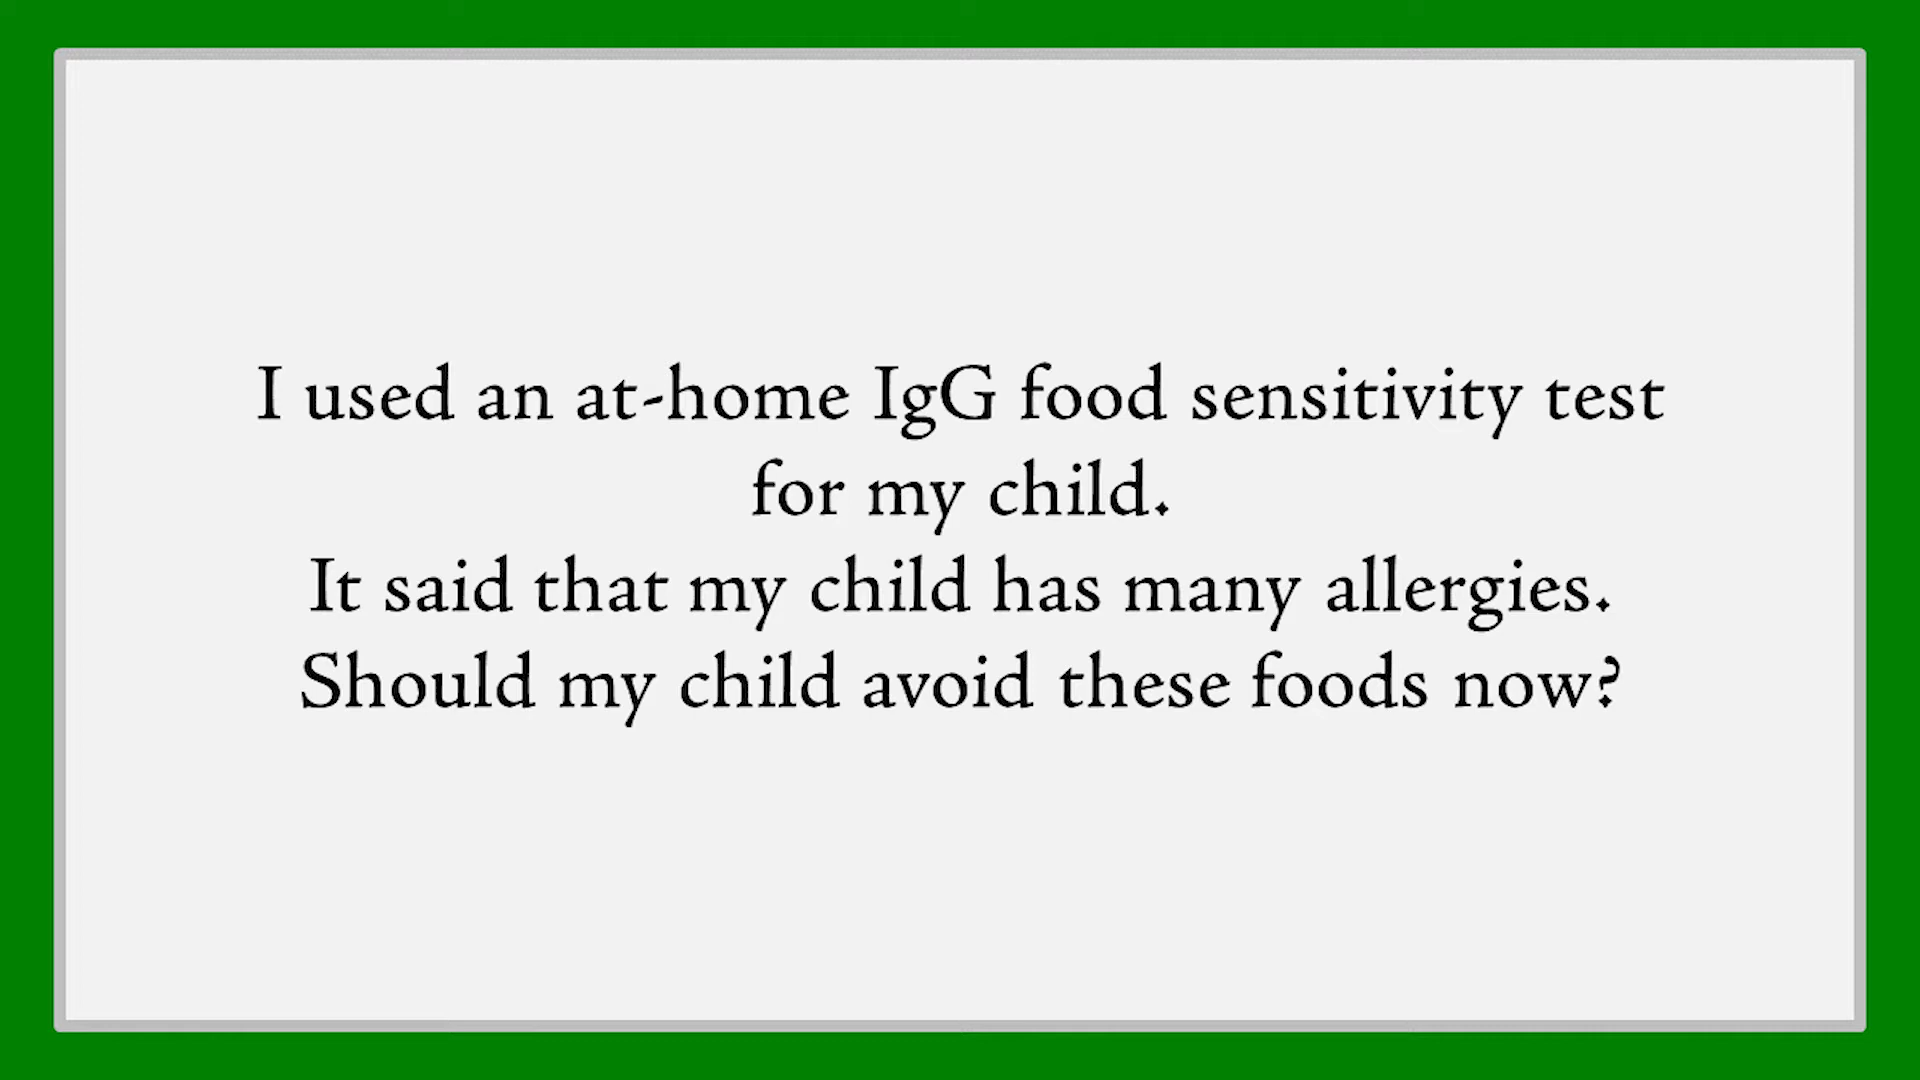 I used an at-home IgG food sensitivity test
for my child.
It said that my child has many allergies.
Should my child avoid these foods now?